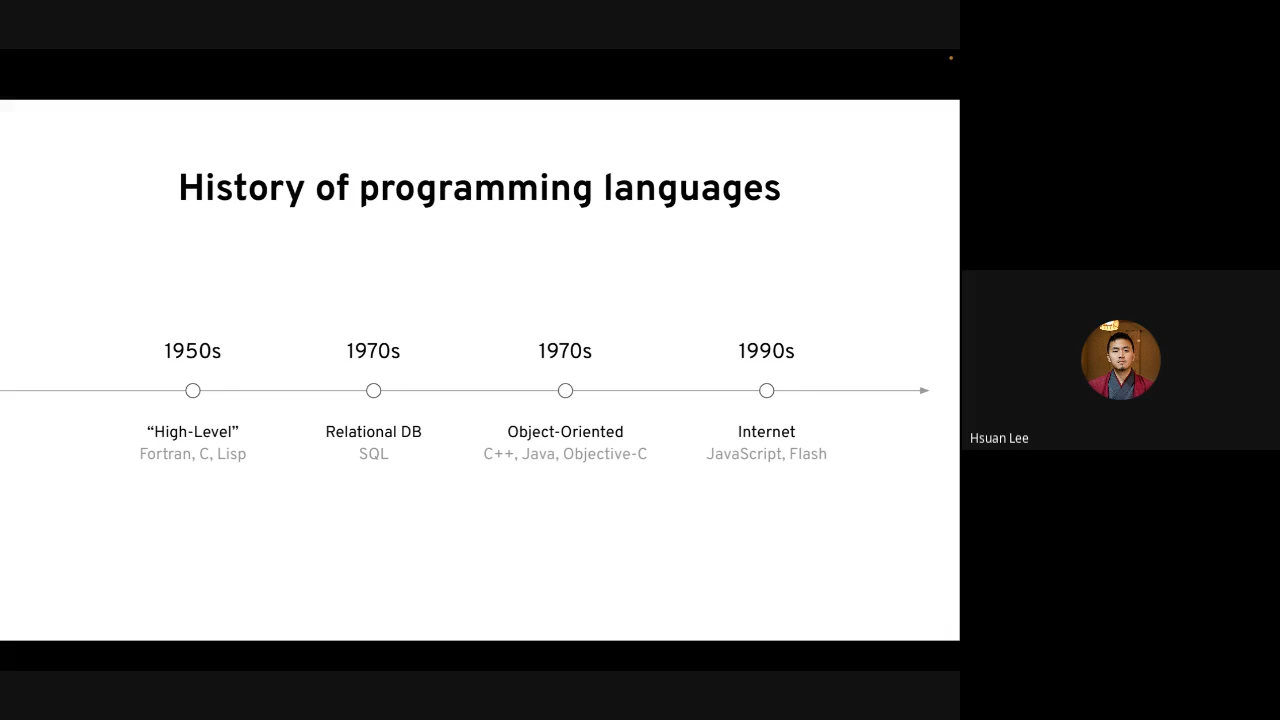 History of programming languages
1950s 1970s 1970s 1990s
“High-Level” Relational DB Object-Oriented Internet
Fortran, C, Lisp SQL C++, Java, Objective-C JavaScript, Flash
Hsuan Lee